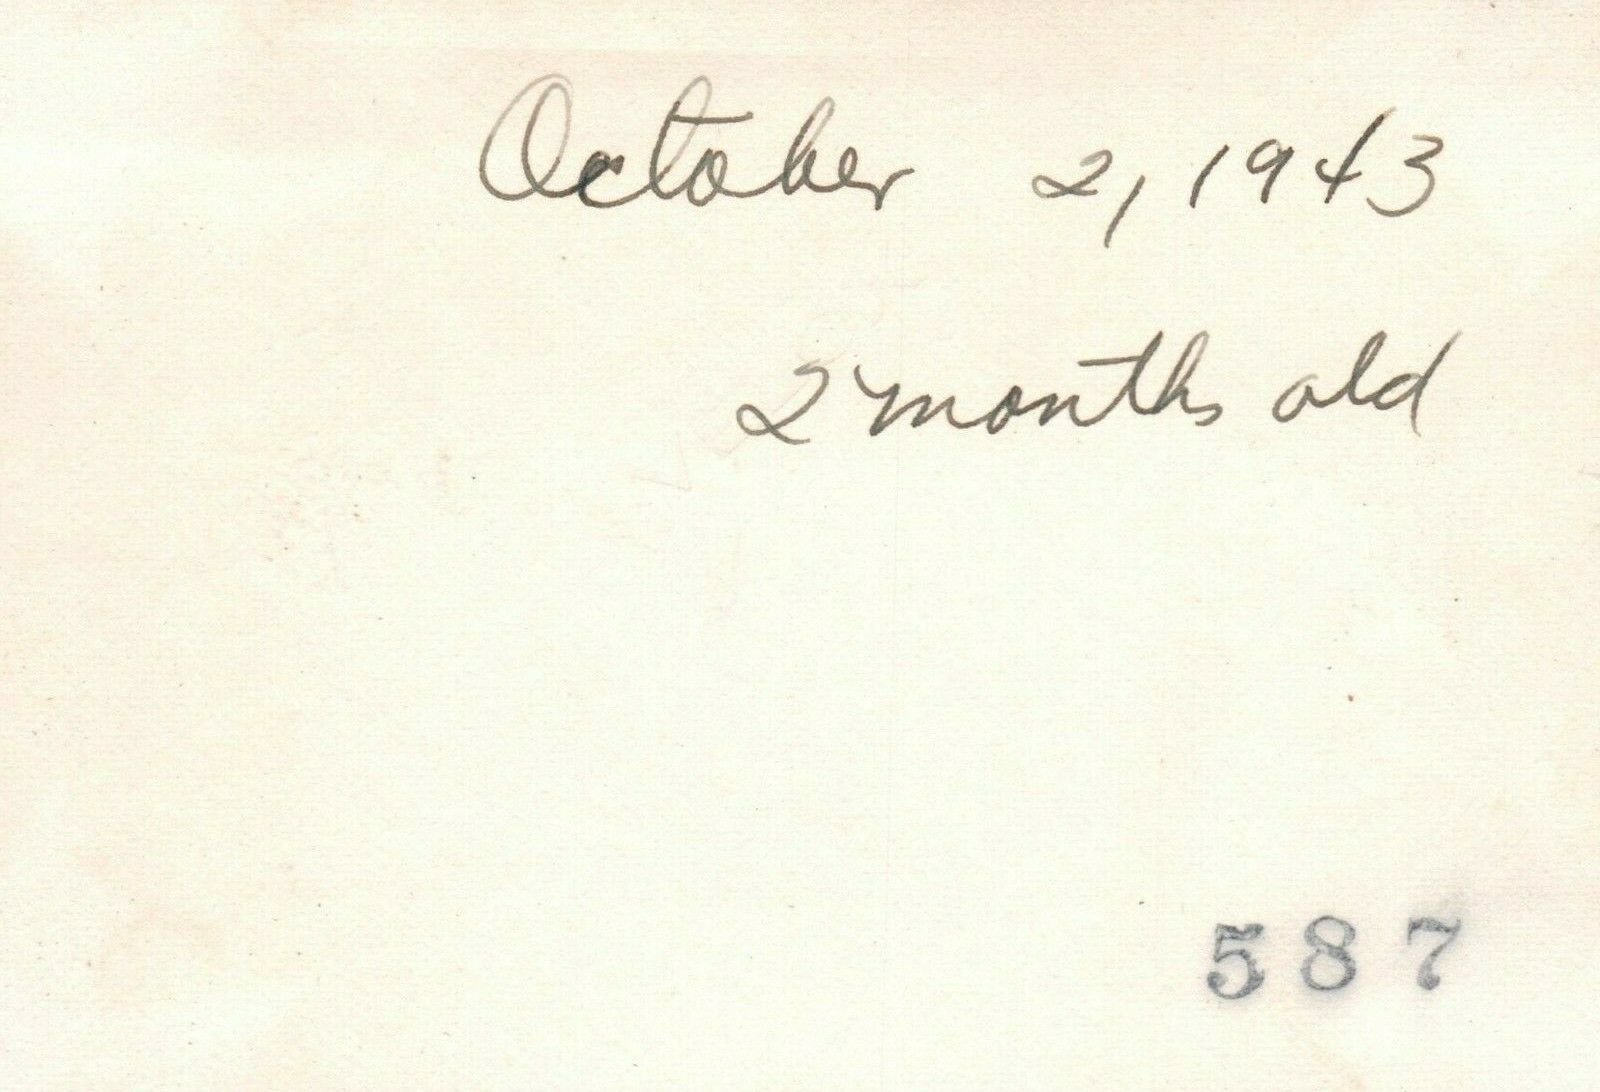 October 2, 1943
2 months old
587